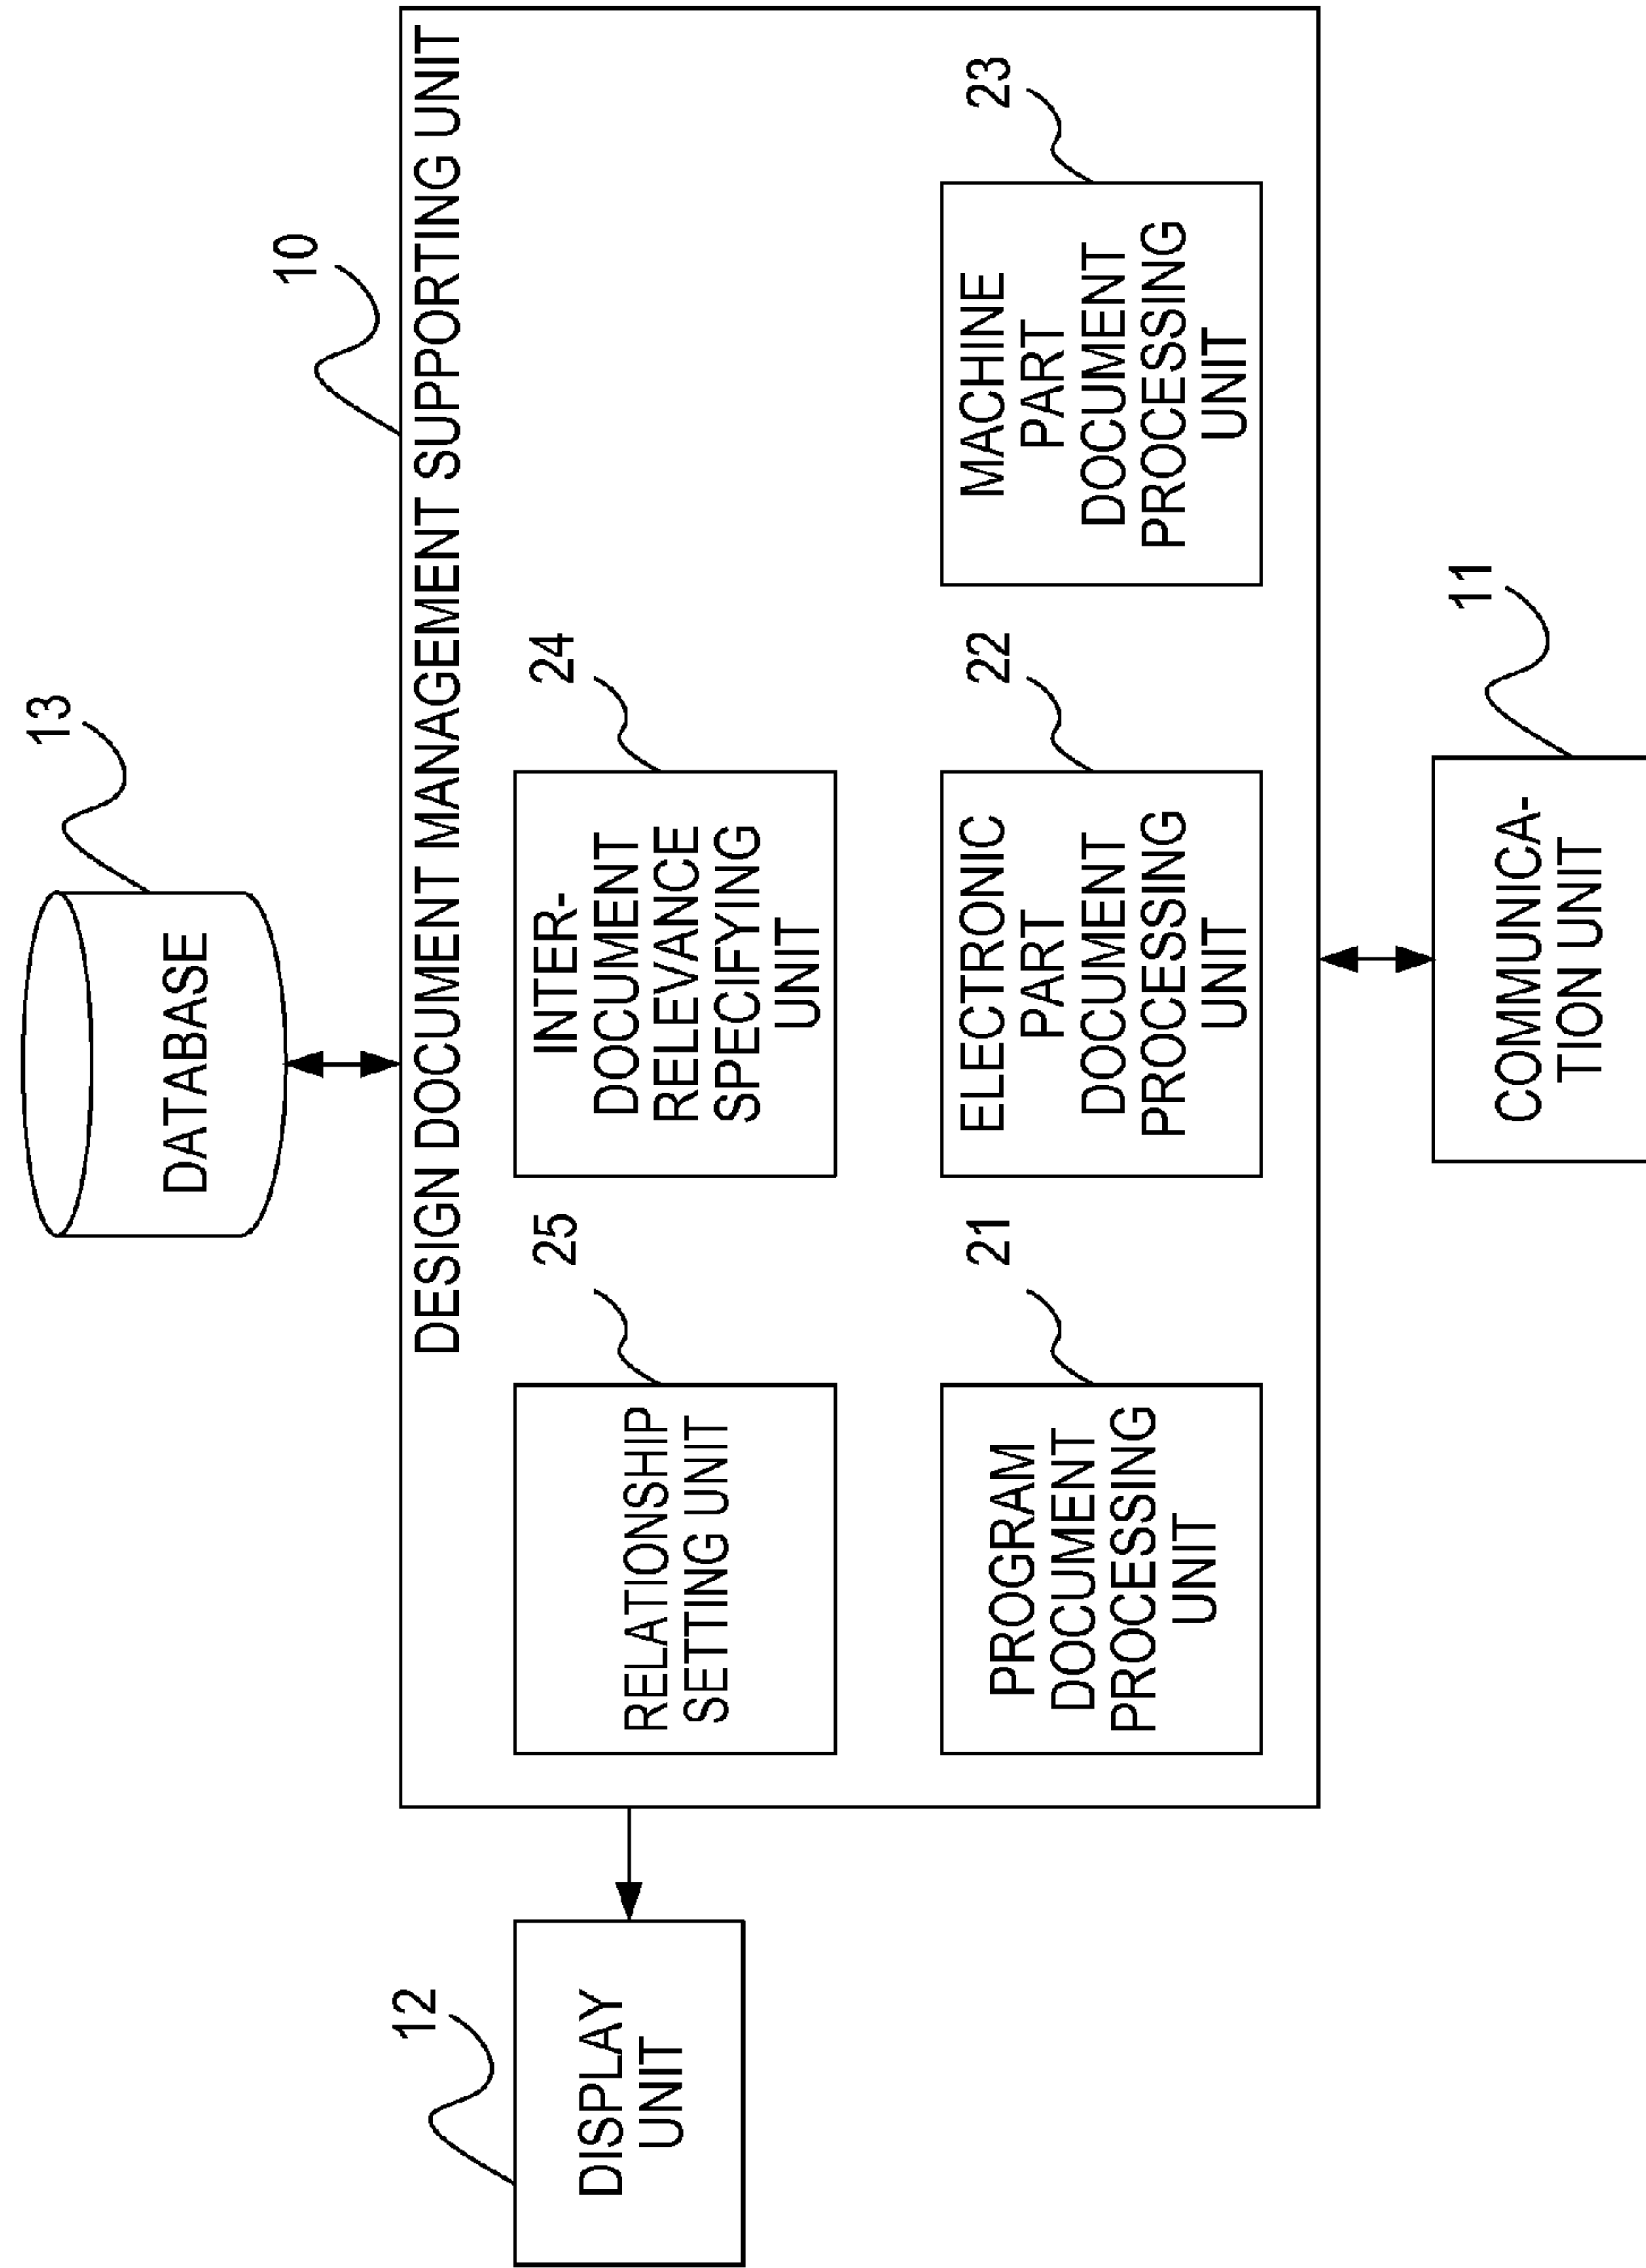 13
DATABASE
10
DESIGN DOCUMENT MANAGEMENT SUPPORTING UNIT
12
DISPLAY
UNIT
25
RELATIONSHIP
SETTING UNIT
24
INTER-
DOCUMENT
RELEVANCE
SPECIFYING
UNIT
21
PROGRAM
DOCUMENT
PROCESSING
UNIT
22
ELECTRONIC
PART
DOCUMENT
PROCESSING
UNIT
23
MACHINE
PART
DOCUMENT
PROCESSING
UNIT
11
COMMUNICA-
TION UNIT